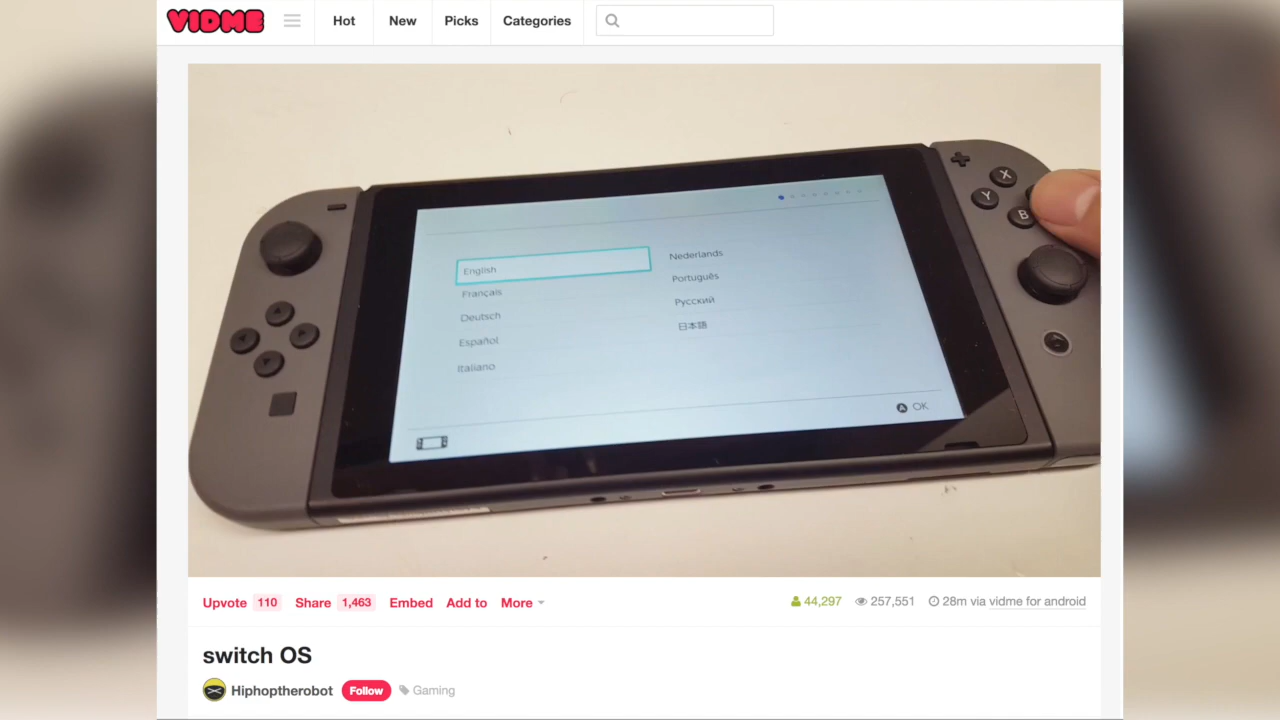 VIDME Hot New Picks Categories
X
Y
B
English
Français
Deutsch
Español
Italiano
Nederlands
Português
Русский
日本語
A OK
Upvote 110 Share 1,463 Embed Add to More 44,297 257,551 28m via vidme for android
switch OS
Hiphoptherobot Follow Gaming